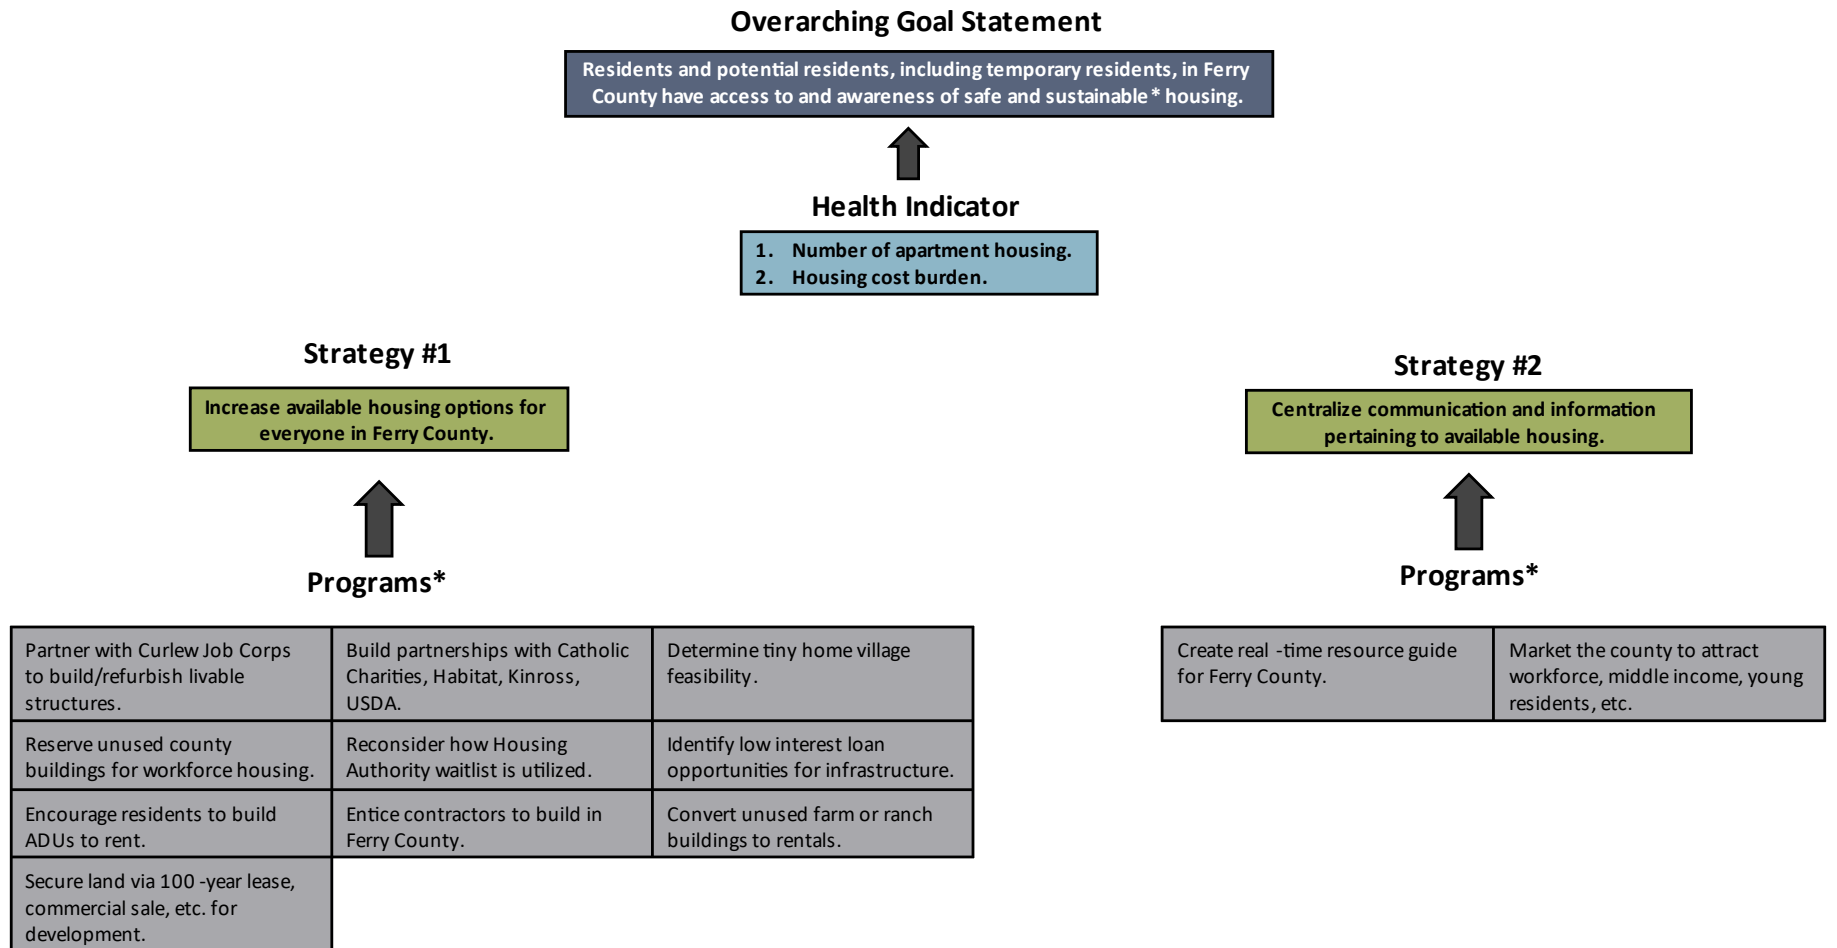 Overarching Goal Statement
Residents and potential residents, including temporary residents, in Ferry
County have access to and awareness of safe and sustainable* housing.
Health Indicator
1. Number of apartment housing.
2. Housing cost burden.
Strategy #1
Increase available housing options for
everyone in Ferry County.
Programs*
Partner with Curlew Job Corps
to build/refurbish livable
structures.
Build partnerships with Catholic
Charities, Habitat, Kinross,
USDA.
Determine tiny home village
feasibility.
Reserve unused county
buildings for workforce housing.
Reconsider how Housing
Authority waitlist is utilized.
Identify low interest loan
opportunities for infrastructure.
Encourage residents to build
ADUs to rent.
Entice contractors to build in
Ferry County.
Convert unused farm or ranch
buildings to rentals.
Secure land via 100 -year lease,
commercial sale, etc. for
development.
Strategy #2
Centralize communication and information
pertaining to available housing.
Programs*
Create real -time resource guide
for Ferry County.
Market the county to attract
workforce, middle income, young
residents, etc.